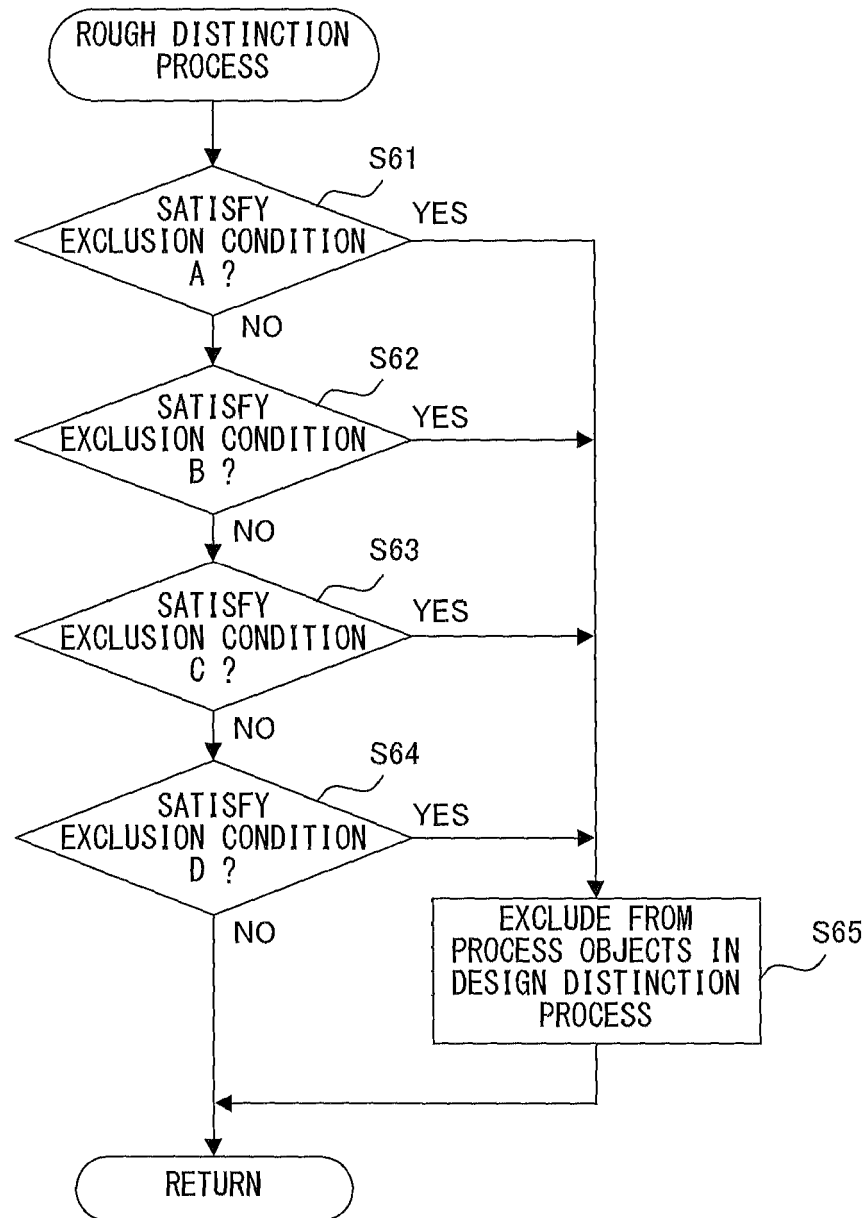 ROUGH DISTINCTION
PROCESS
S61
SATISFY
EXCLUSION CONDITION
A ?
YES
NO
S62
SATISFY
EXCLUSION CONDITION
B ?
YES
NO
S63
SATISFY
EXCLUSION CONDITION
C ?
YES
NO
S64
SATISFY
EXCLUSION CONDITION
D ?
YES
NO
EXCLUDE FROM
PROCESS OBJECTS IN
DESIGN DISTINCTION
PROCESS
S65
RETURN